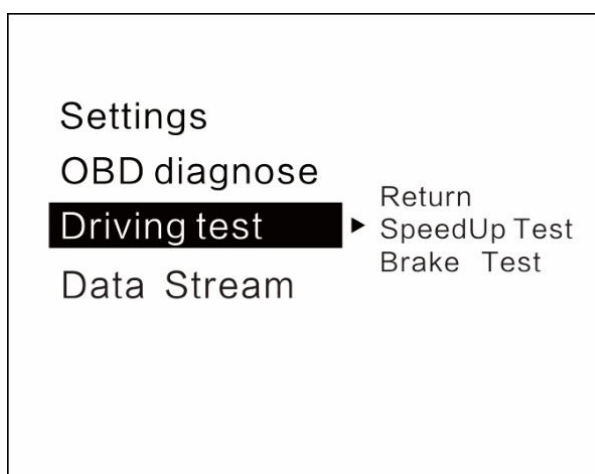 Settings
OBD diagnose
Driving test
Data Stream
Return
SpeedUp Test
Brake Test